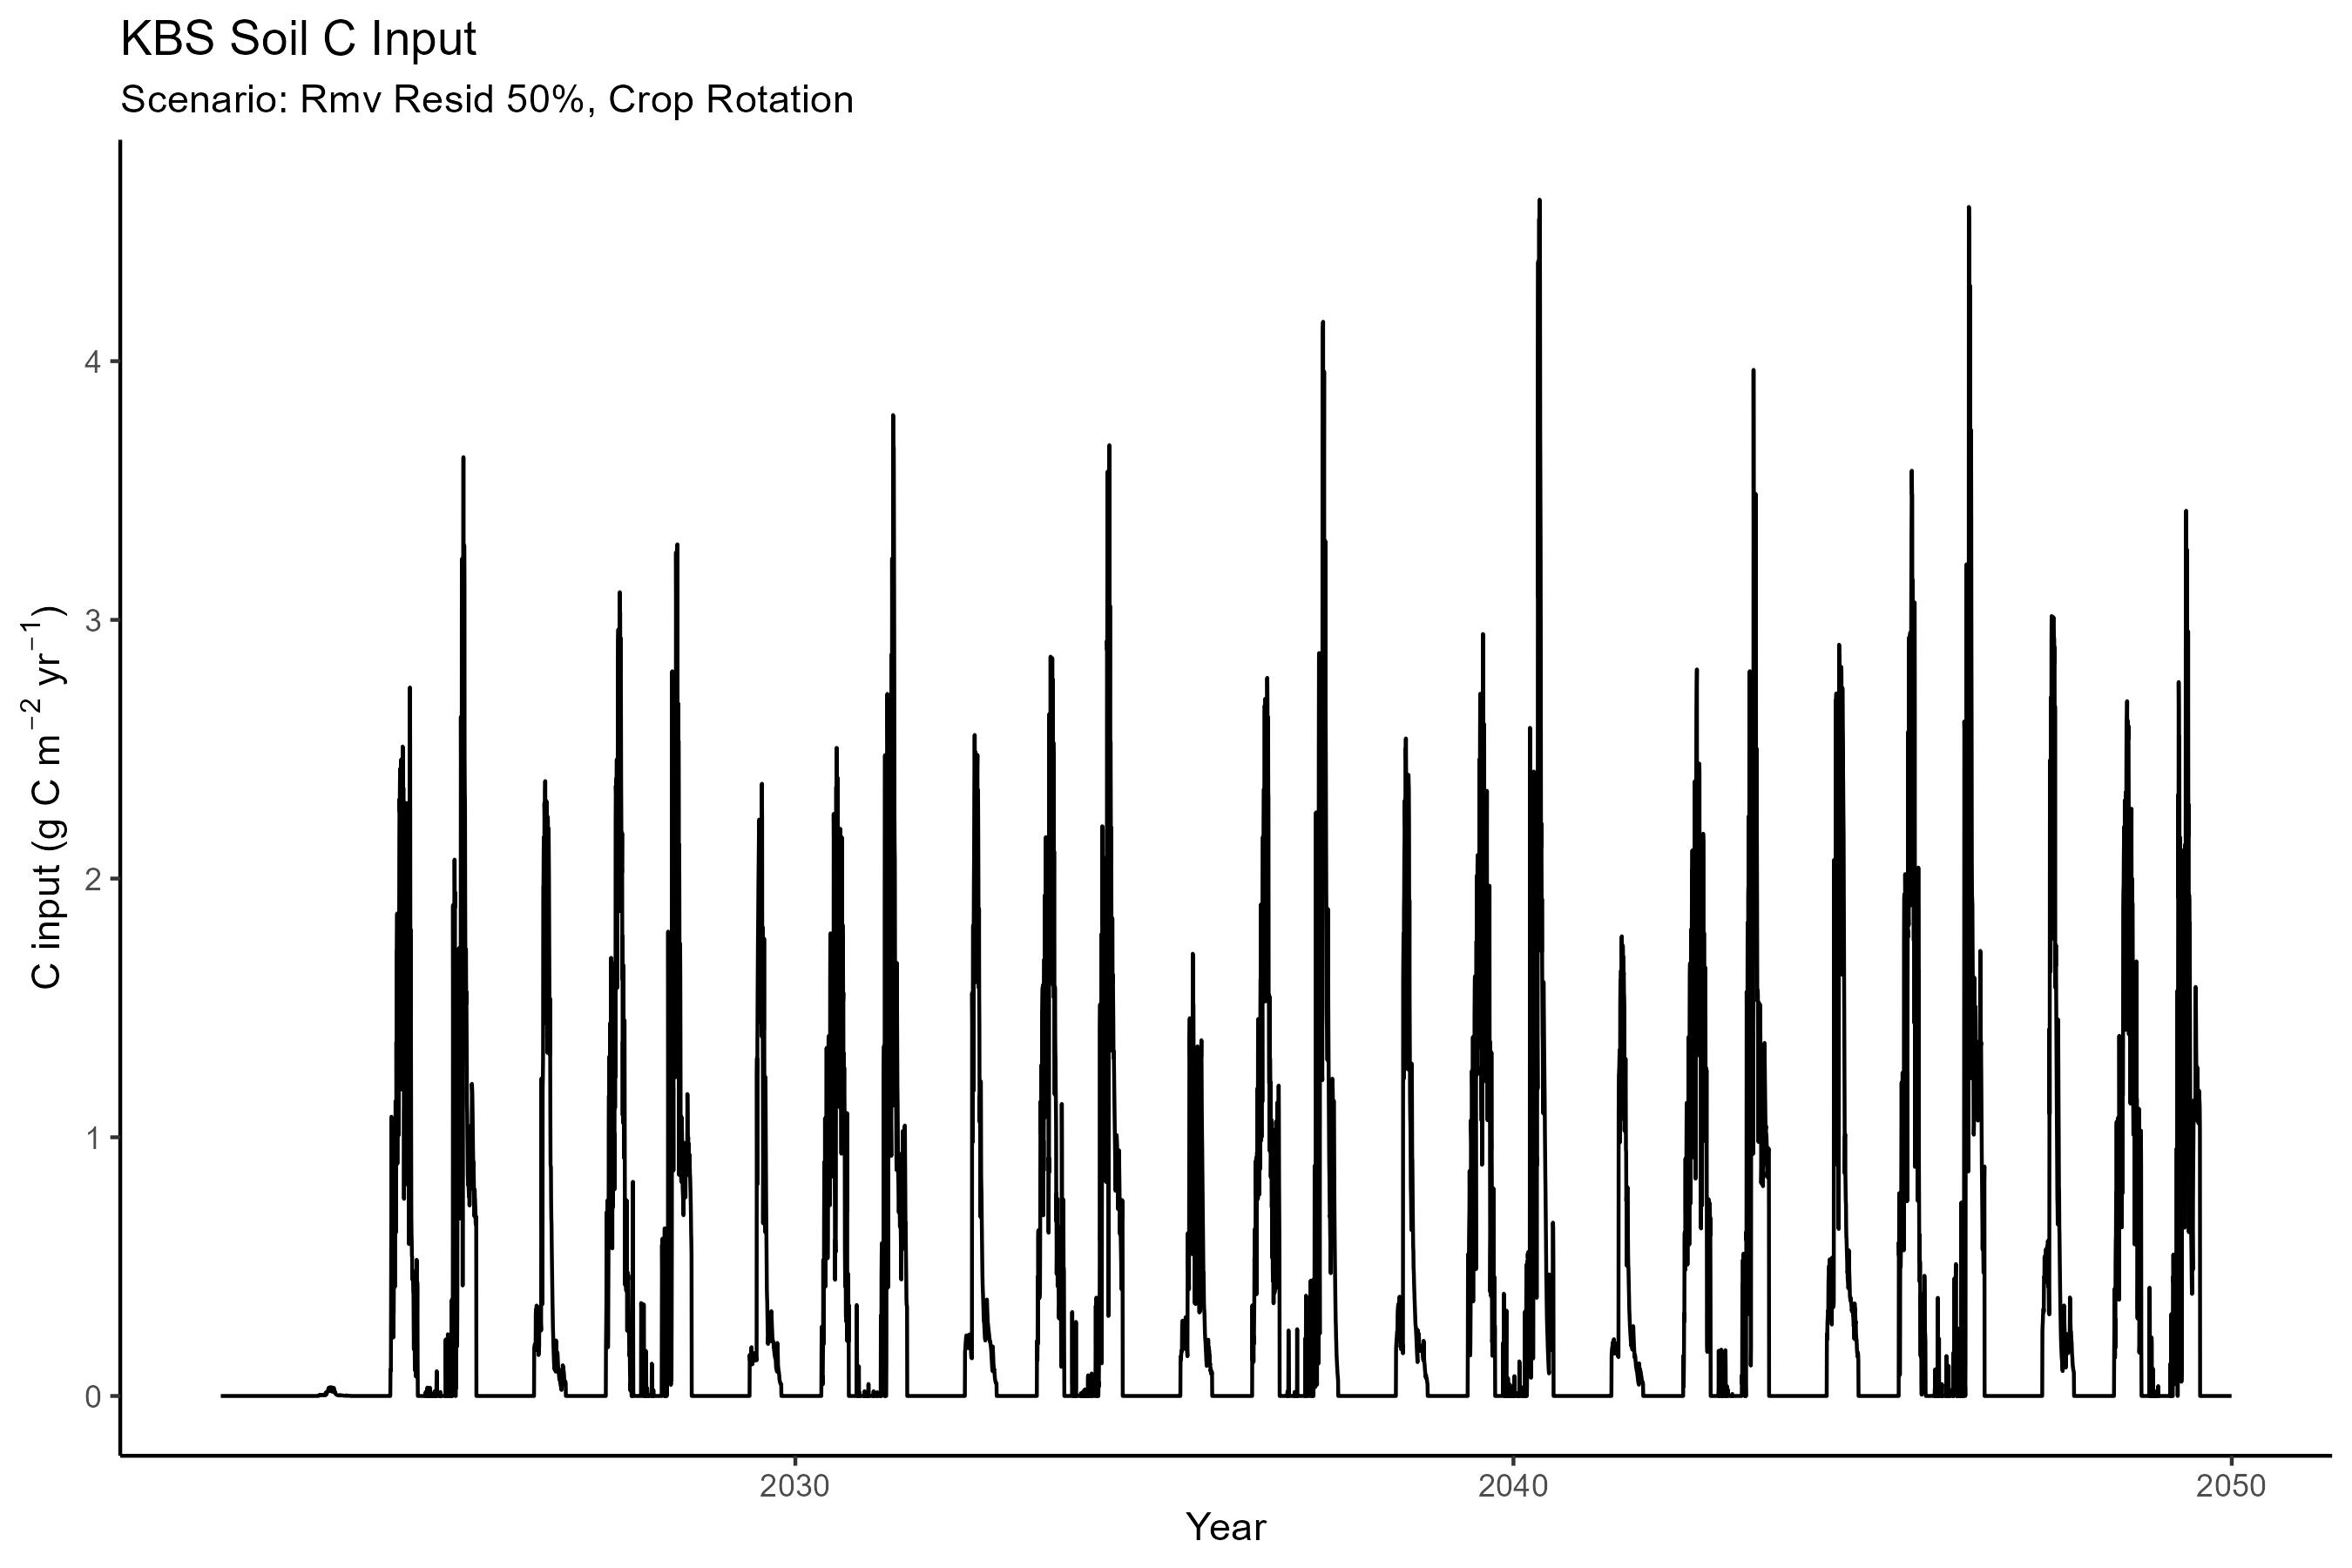 KBS Soil C Input
Scenario: Rmv Resid 50%, Crop Rotation
C input (g C m⁻² yr⁻¹)
4
3
2
1
0
2030
2040
2050
Year